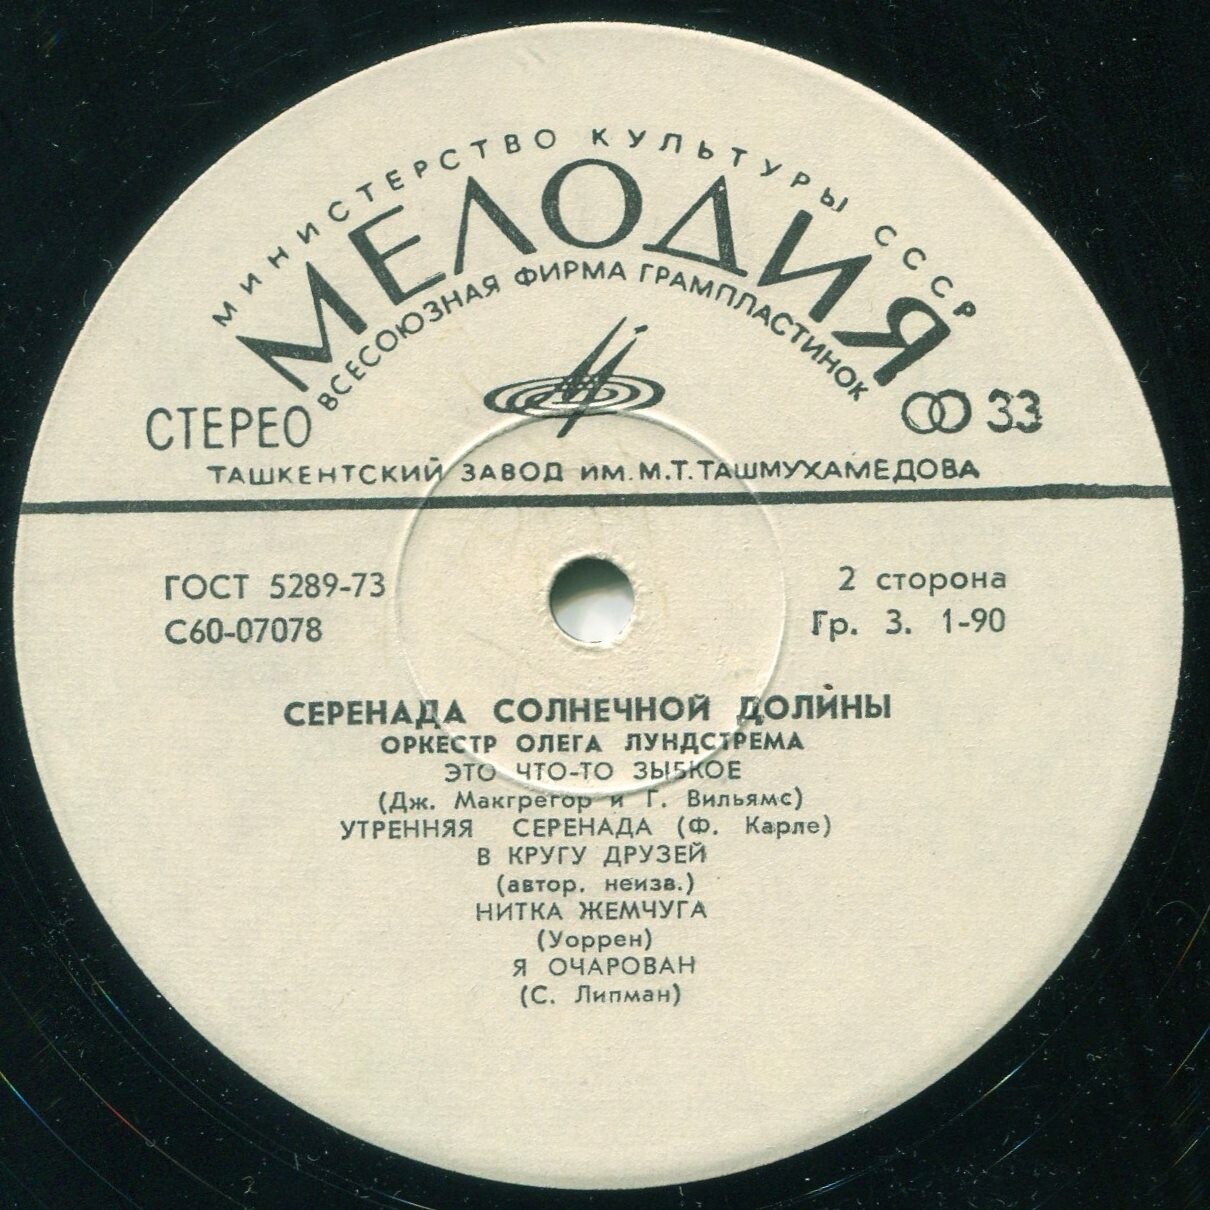 МИНИСТЕРСТВО КУЛЬТУРЫ СССР
МЕЛОДИЯ
ВСЕСОЮЗНАЯ ФИРМА ГРАМПЛАСТИНОК
СТЕРЕО
33
ТАШКЕНТСКИЙ ЗАВОД ИМ. М.Т. ТАШМУХАМЕДОВА
ГОСТ 5289-73
2 сторона
С60-07078
Гр. 3. 1-90
СЕРЕНАДА СОЛНЕЧНОЙ ДОЛИНЫ
ОРКЕСТР ОЛЕГА ЛУНДСТРЕМА
ЭТО ЧТО-ТО ЗЫБКОЕ
(Дж. Макгрегор и Г. Вильямс)
УТРЕННЯЯ СЕРЕНАДА (Ф. Карле)
В КРУГУ ДРУЗЕЙ
(автор. неизв.)
НИТКА ЖЕМЧУГА
(Уоррен)
Я ОЧАРОВАН
(С. Липман)